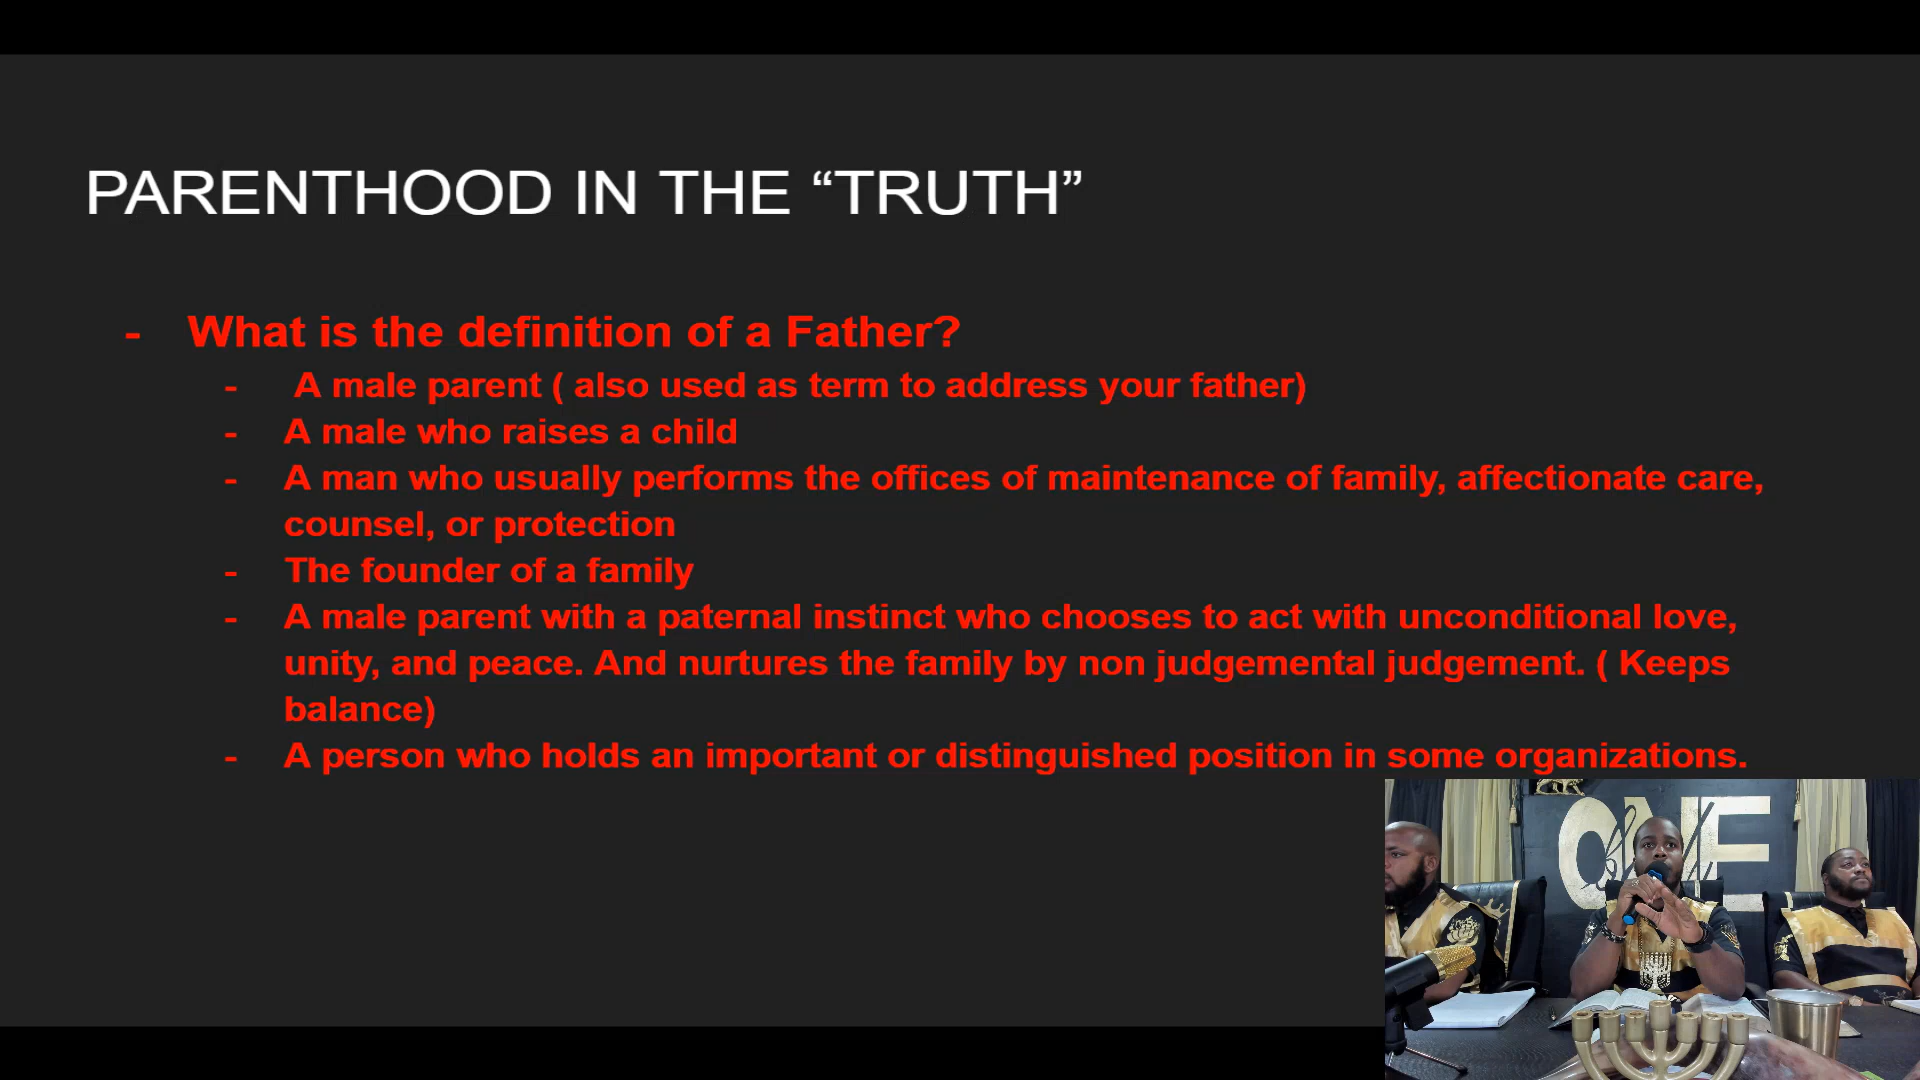 PARENTHOOD IN THE “TRUTH”
- What is the definition of a Father?
- A male parent ( also used as term to address your father)
- A male who raises a child
- A man who usually performs the offices of maintenance of family, affectionate care,
counsel, or protection
- The founder of a family
- A male parent with a paternal instinct who chooses to act with unconditional love,
unity, and peace. And nurtures the family by non judgemental judgement. ( Keeps
balance)
- A person who holds an important or distinguished position in some organizations.
ONE